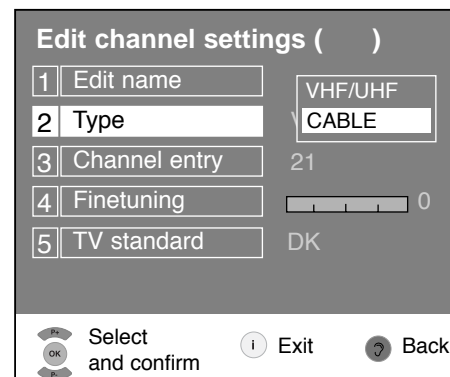 Edit channel settings (    )
1 Edit name
VHF/UHF
2 Type V CABLE
3 Channel entry 21
4 Finetuning 0
5 TV standard DK
P+
OK
P-
Select
and confirm
i Exit
Back